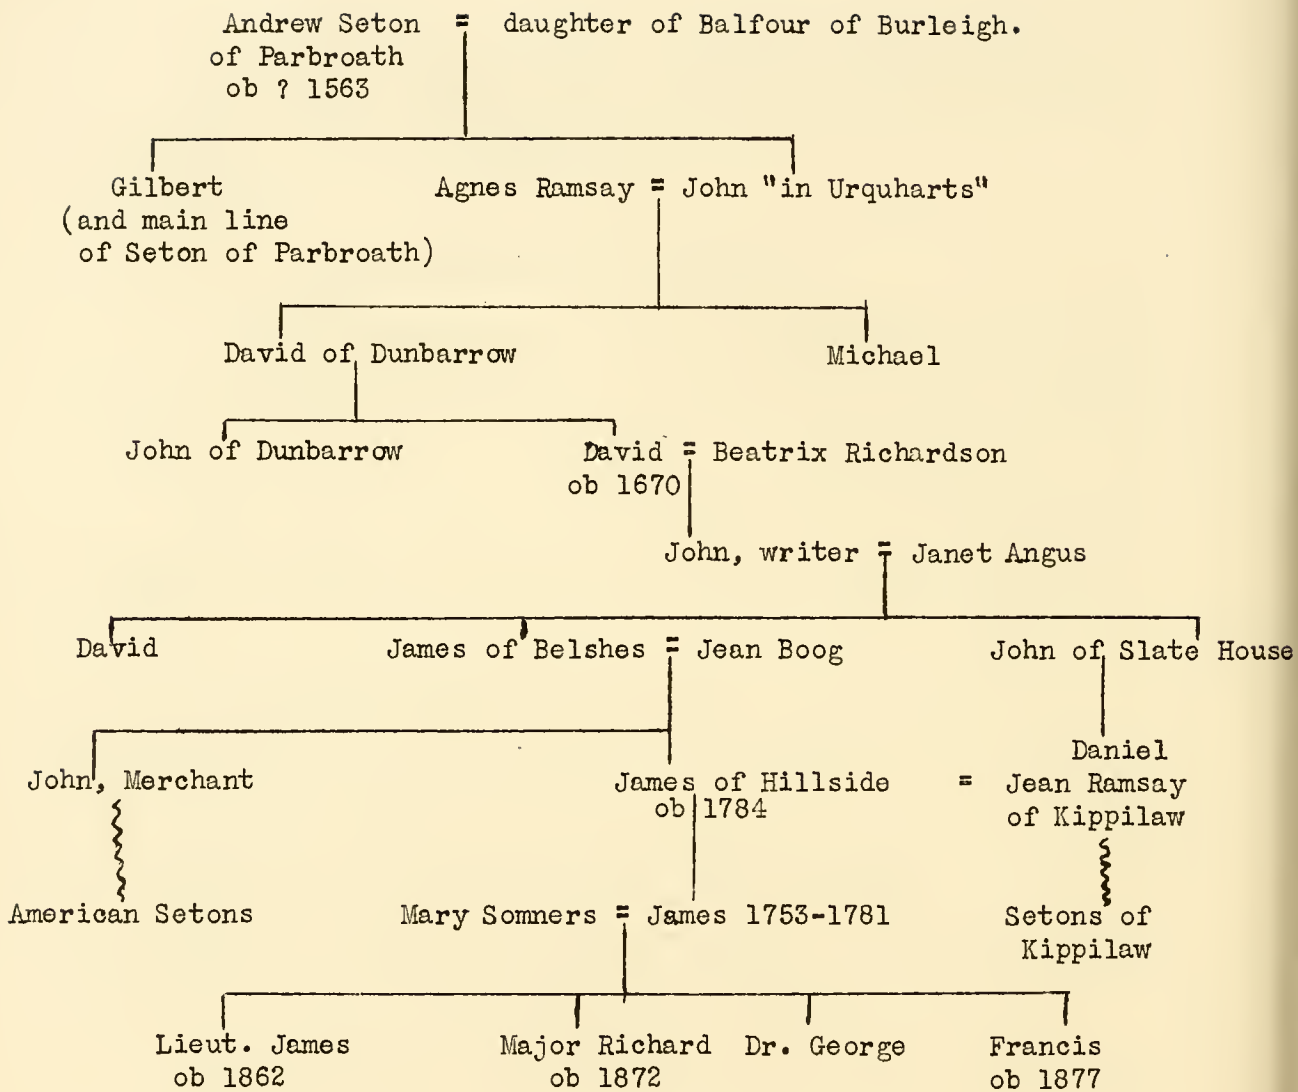 Andrew Seton = daughter of Balfour of Burleigh.
of Parbroath
ob ? 1563
Gilbert Agnes Ramsay = John "in Urquharts"
(and main line
of Seton of Parbroath)
David of Dunbarrow Michael
John of Dunbarrow David = Beatrix Richardson
ob 1670
John, writer = Janet Angus
David James of Belshes = Jean Boog John of Slate House
Daniel
John, Merchant James of Hillside = Jean Ramsay
ob 1784 of Kippilaw
American Setons Mary Somners = James 1753-1781 Setons of
Kippilaw
Lieut. James Major Richard Dr. George Francis
ob 1862 ob 1872 ob 1877